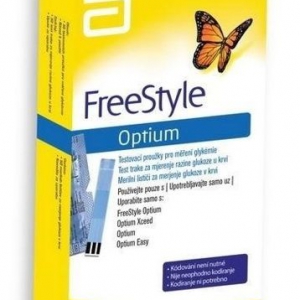 FreeStyle
Optium
Testovací proužky pro měření glykémie
Test trake za mjerenje razine glukoze u krvi
Merilni lističi za merjenje glukoze v krvi
Používejte pouze s [ Upotrebljavajte samo uz ]
Uporabite samo s:
FreeStyle Optium
Optium Xceed
Optium
Optium Easy
• Kódování není nutné
• Nije neophodno kodiranje
• Kodiranje ni potrebno